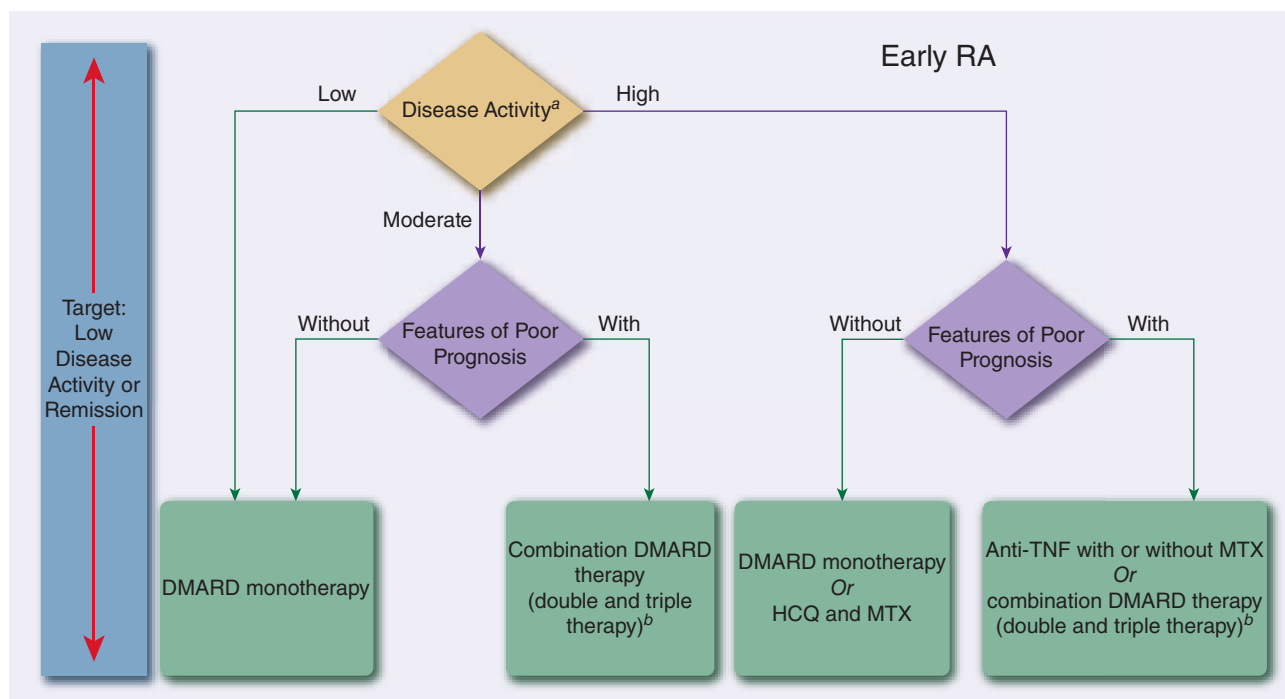 Early RA
Low
Disease Activitya
High
Moderate
Target:
Low
Disease
Activity or
Remission
Without
Features of Poor
Prognosis
With
Without
Features of Poor
Prognosis
With
DMARD monotherapy
Combination DMARD
therapy
(double and triple
therapy)b
DMARD monotherapy
Or
HCQ and MTX
Anti-TNF with or without MTX
Or
combination DMARD therapy
(double and triple therapy)b